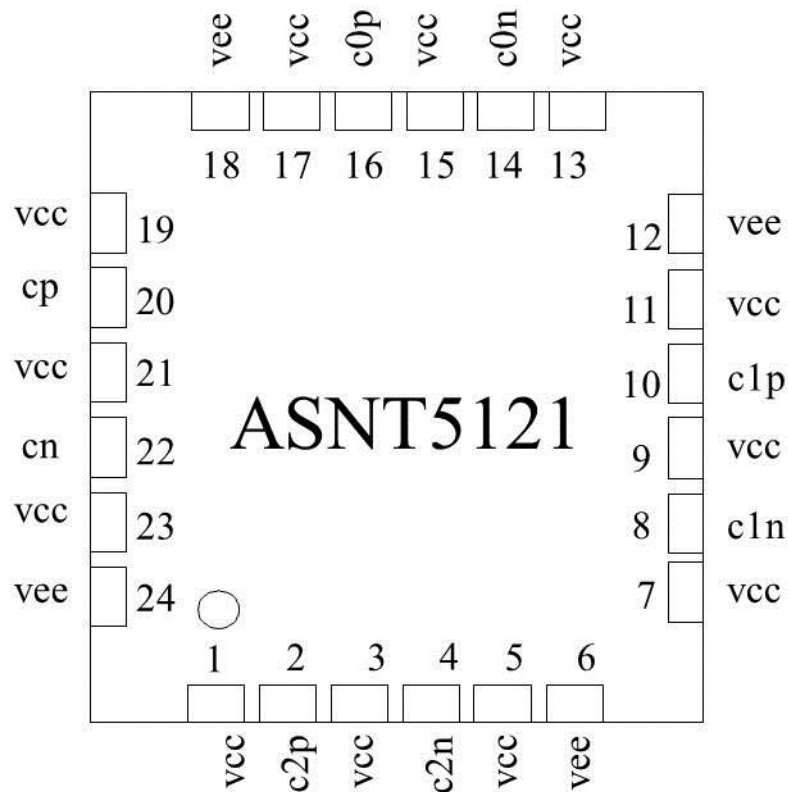 vee vcc c0p vcc c0n vcc
18 17 16 15 14 13
vcc 19 12 vee
cp 20 11 vcc
vcc 21 10 c1p
ASNT5121
cn 22 9 vcc
vcc 23 8 c1n
vee 24 7 vcc
1 2 3 4 5 6
vcc c2p vcc c2n vcc vee